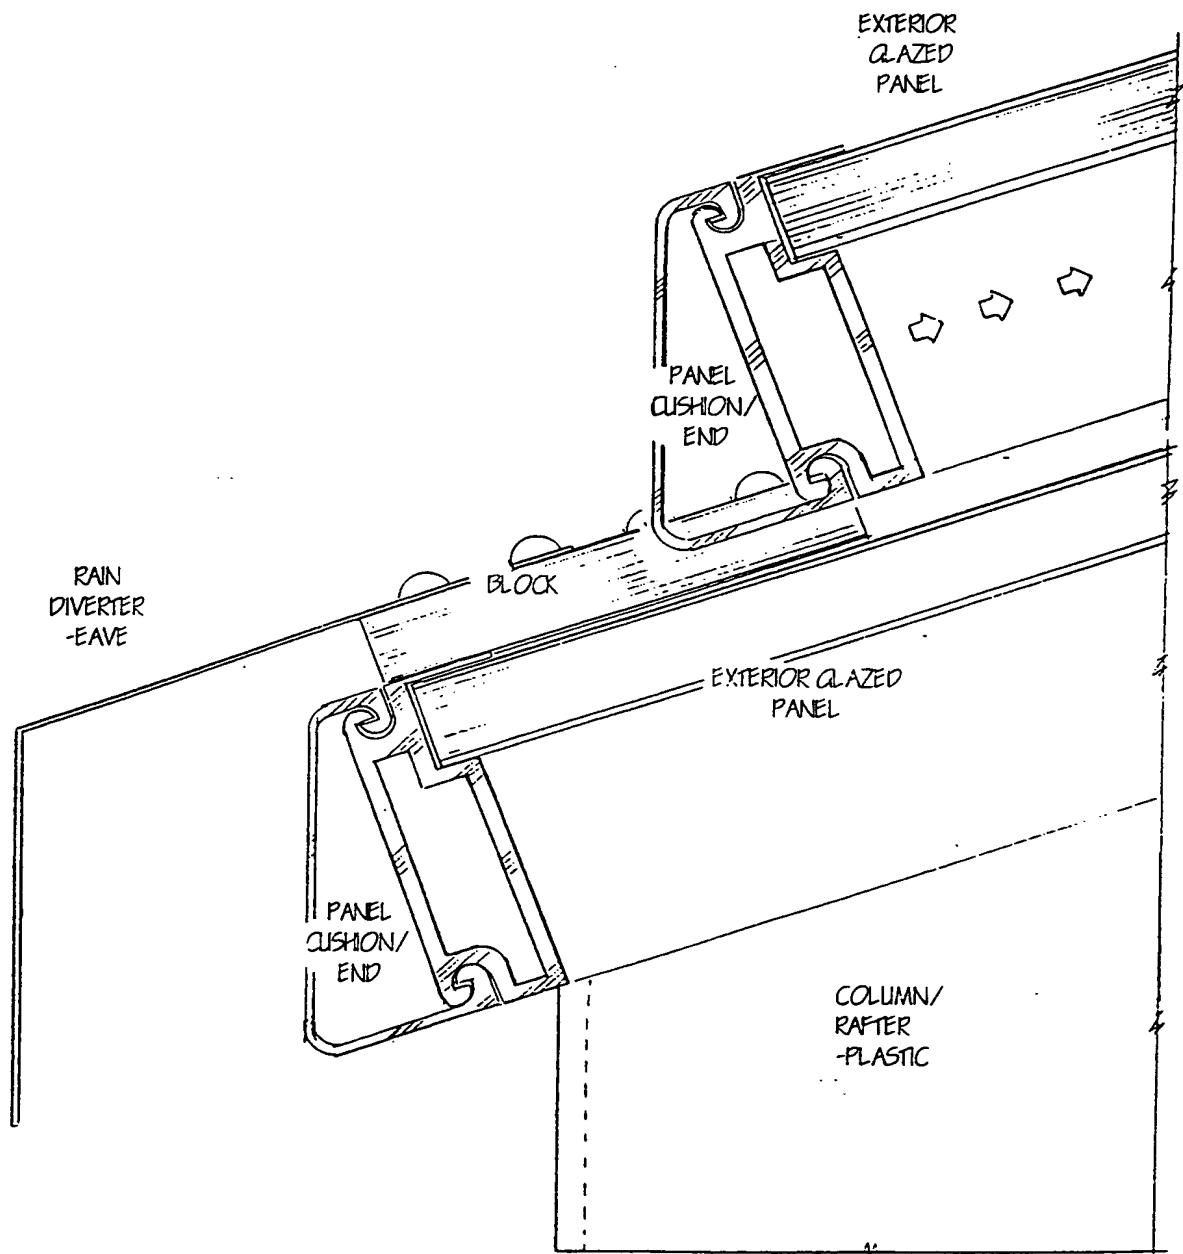 EXTERIOR
GLAZED
PANEL
PANEL
CUSHION/
END
RAIN
DIVERTER
-EAVE
BLOCK
EXTERIOR GLAZED
PANEL
PANEL
CUSHION/
END
COLUMN/
RAFTER
-PLASTIC